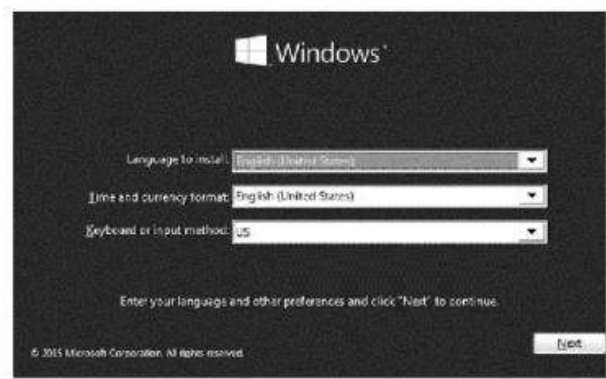 Windows
Language to install: English (United States)
Time and currency format: English (United States)
Keyboard or input method: US
Enter your language and other preferences and click "Next" to continue.
© 2015 Microsoft Corporation. All rights reserved.
Next